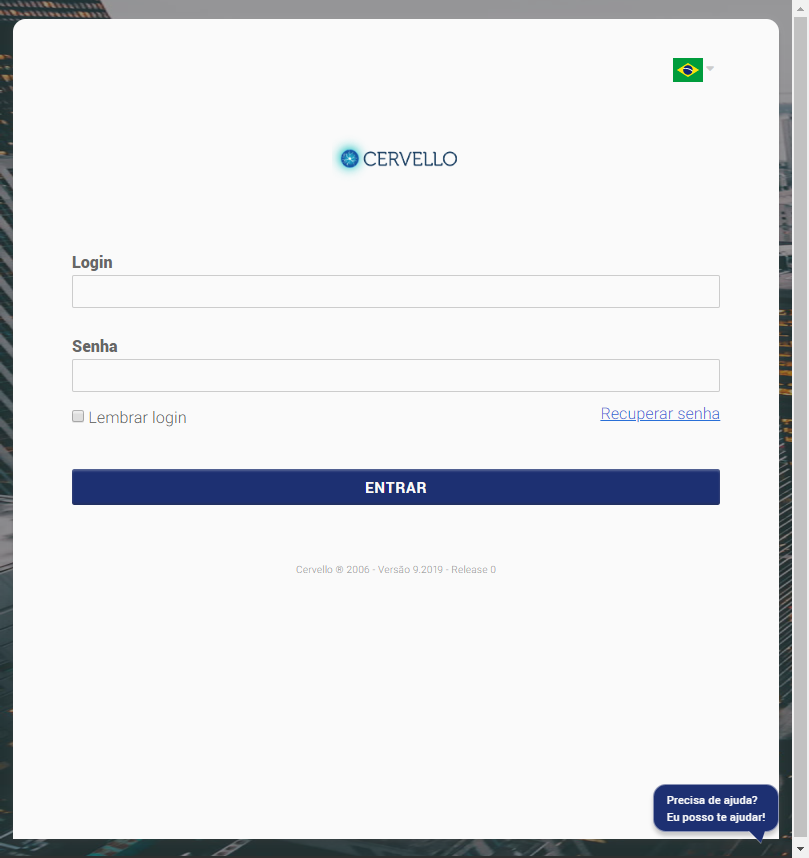 CERVELLO
Login
Senha
Lembrar login
Recuperar senha
ENTRAR
Cervello ® 2006 - Versão 9.2019 - Release 0
Precisa de ajuda?
Eu posso te ajudar!